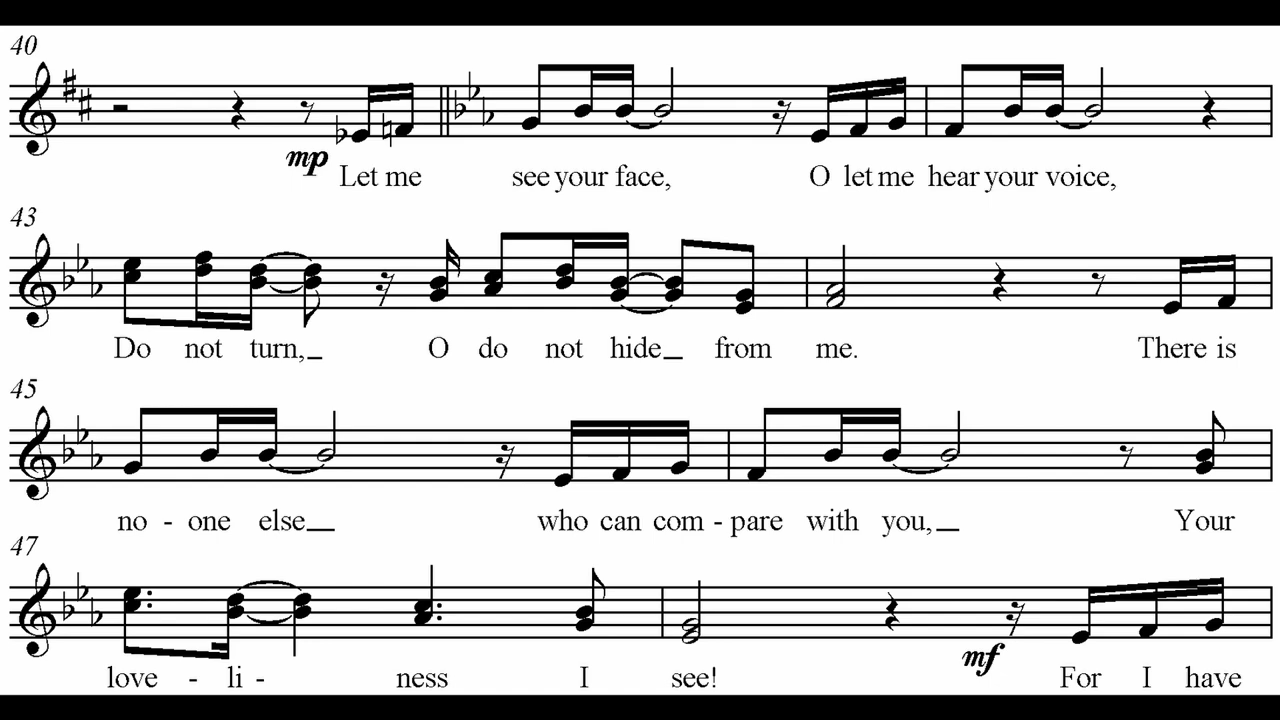 40
mp
Let me see your face, O let me hear your voice,
43
Do not turn,_ O do not hide_ from me. There is
45
no - one else_ who can com - pare with you,_ Your
47
mf
love - li - ness I see! For I have